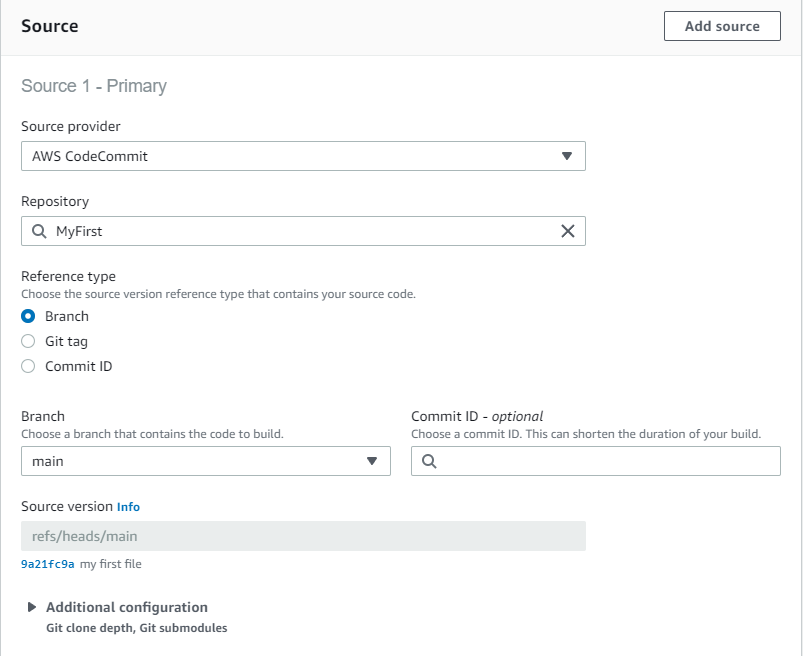 Source
Add source
Source 1 - Primary
Source provider
AWS CodeCommit
Repository
MyFirst
Reference type
Choose the source version reference type that contains your source code.
Branch
Git tag
Commit ID
Branch
Choose a branch that contains the code to build.
main
Commit ID - optional
Choose a commit ID. This can shorten the duration of your build.
Source version Info
refs/heads/main
9a21fc9a my first file
Additional configuration
Git clone depth, Git submodules